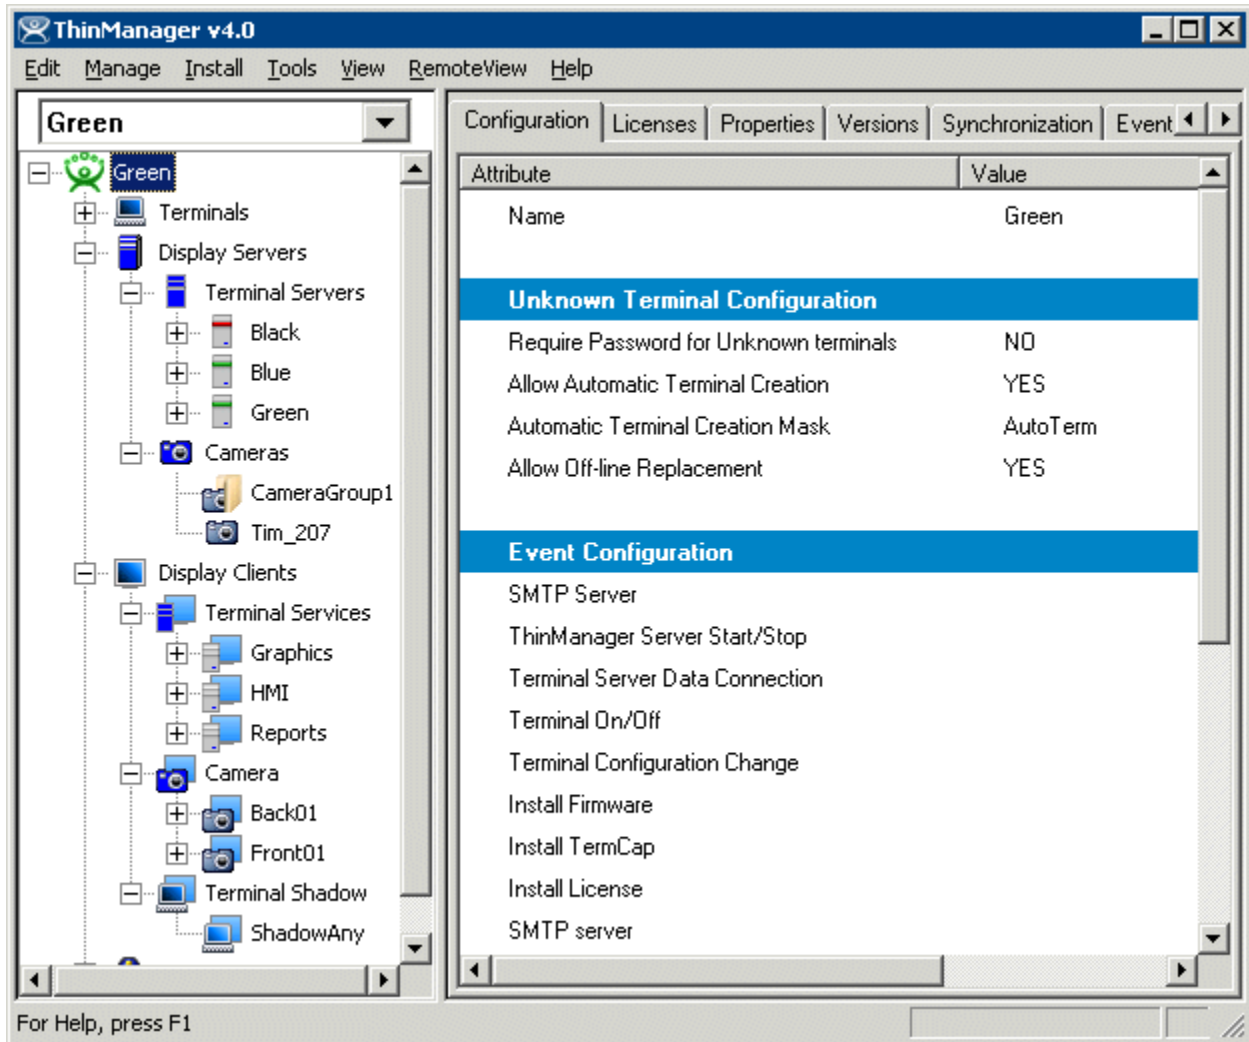 ThinManager v4.0
Edit Manage Install Tools View RemoteView Help
Green
Green
Terminals
Display Servers
Terminal Servers
Black
Blue
Green
Cameras
CameraGroup1
Tim_207
Display Clients
Terminal Services
Graphics
HMI
Reports
Camera
Back01
Front01
Terminal Shadow
ShadowAny
Configuration Licenses Properties Versions Synchronization Event
Attribute Value
Name Green
Unknown Terminal Configuration
Require Password for Unknown terminals NO
Allow Automatic Terminal Creation YES
Automatic Terminal Creation Mask AutoTerm
Allow Off-line Replacement YES
Event Configuration
SMTP Server
ThinManager Server Start/Stop
Terminal Server Data Connection
Terminal On/Off
Terminal Configuration Change
Install Firmware
Install TermCap
Install License
SMTP server
For Help, press F1